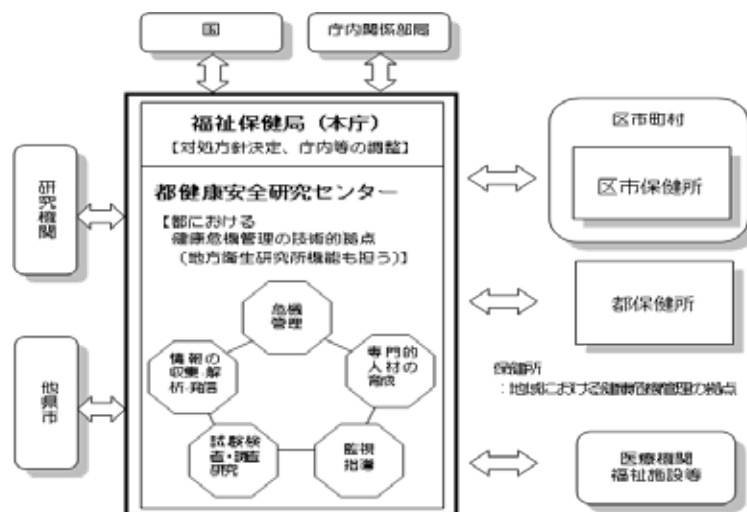 国
庁内関係部局
福祉保健局（本庁）
【対処方針決定、庁内等の調整】
都健康安全研究センター
【都における
健康危機管理の技術的拠点
（地方衛生研究所機能も担う）】
危機
管理
情報の
収集・解
析・発信
専門的
人材の
育成
試験検
査・調査
研究
監視
指導
研究機関
他県市
区市町村
区市保健所
都保健所
保健所
：地域における健康危機管理の拠点
医療機関
福祉施設等